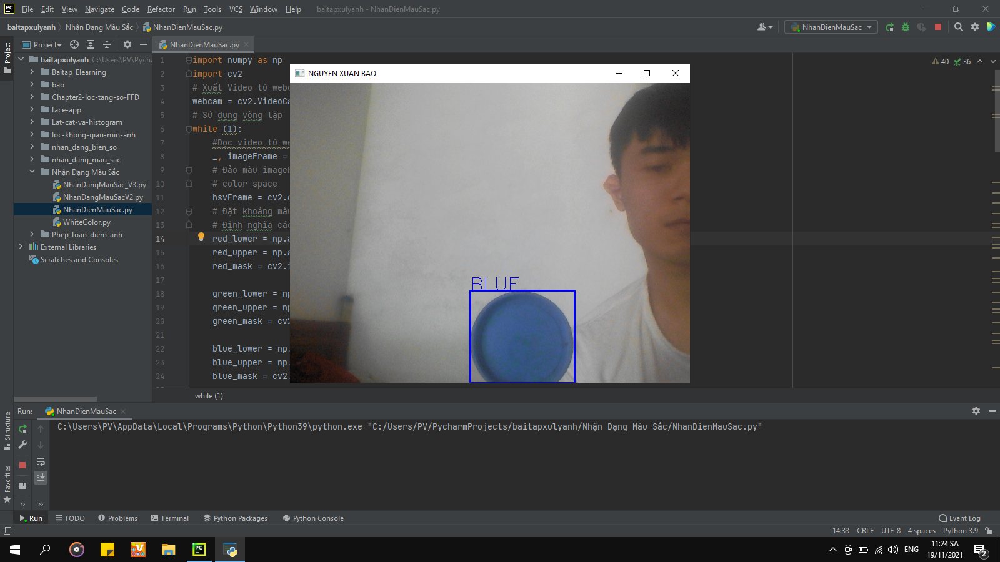 File Edit View Navigate Code Refactor Run Tools VCS Window Help baitapxulyanh - NhanDienMauSac.py
baitapxulyanh Nhận Dạng Màu Sắc NhanDienMauSac.py NhanDienMauSac
Project
Project
NhanDienMauSac.py
baitapxulyanh C:\Users\PV\Pycha
Baitap_Elearning
bao
Chapter2-loc-tang-so-FFD
face-app
Lat-cat-va-histogram
loc-khong-gian-min-anh
nhan_dang_bien_so
nhan_dang_mau_sac
Nhận Dạng Màu Sắc
NhanDangMauSac_V3.py
NhanDangMauSacV2.py
NhanDienMauSac.py
WhiteColor.py
Phep-toan-diem-anh
External Libraries
Scratches and Consoles
40 36
1 import numpy as np
2 import cv2
3 # Xuất Video từ webc
4 webcam = cv2.VideoCa
5 # Sử dụng vòng lặp
6 while (1):
7 #Đọc video từ we
8 _, imageFrame =
9 # Đảo màu imageF
10 # color space
11 hsvFrame = cv2.c
12 # Đặt khoảng màu
13 # Định nghĩa các
14 red_lower = np.a
15 red_upper = np.a
16 red_mask = cv2.i
17
18 green_lower = np
19 green_upper = np
20 green_mask = cv2
21
22 blue_lower = np.
23 blue_upper = np.
24 blue_mask = cv2.
NGUYEN XUAN BAO
BLUE
while (1)
Structure
Favorites
Run: NhanDienMauSac
C:\Users\PV\AppData\Local\Programs\Python\Python39\python.exe "C:/Users/PV/PycharmProjects/baitapxulyanh/Nhận Dạng Màu Sắc/NhanDienMauSac.py"
Run TODO Problems Terminal Python Packages Python Console Event Log
14:33 CRLF UTF-8 4 spaces Python 3.9
ENG
11:24 SA
19/11/2021
2